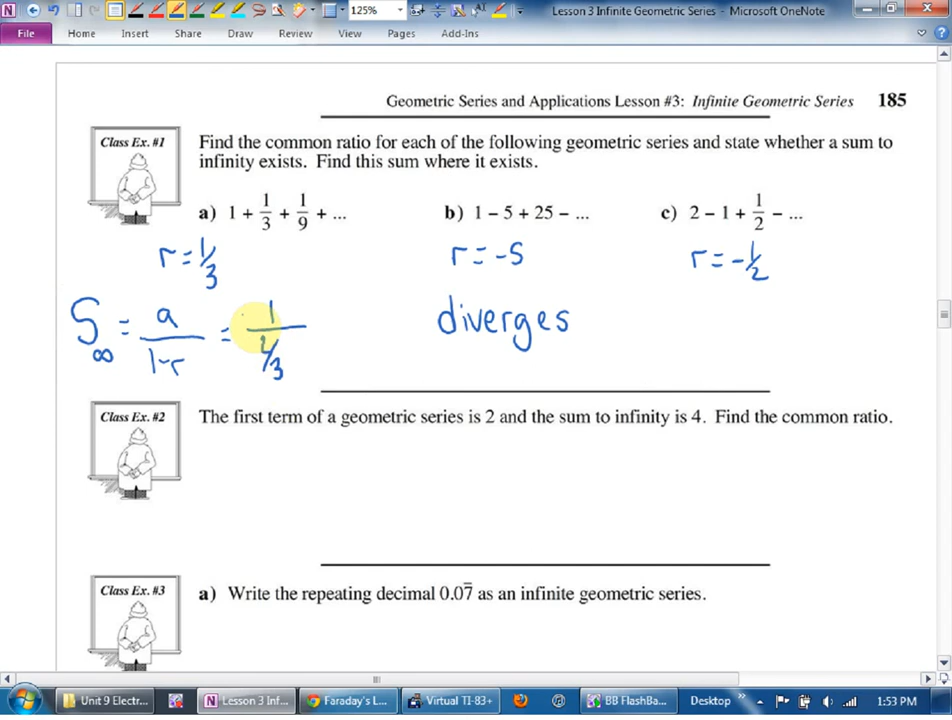 125%
Lesson 3 Infinite Geometric Series - Microsoft OneNote
File Home Insert Share Draw Review View Pages Add-Ins
Geometric Series and Applications Lesson #3: Infinite Geometric Series 185
Class Ex. #1
Find the common ratio for each of the following geometric series and state whether a sum to
infinity exists. Find this sum where it exists.
a) 1 + 1/3 + 1/9 + ... b) 1 − 5 + 25 − ... c) 2 − 1 + 1/2 − ...
r = 1/3 r = -5 r = -1/2
S∞ = a/(1-r) = 1/(2/3) diverges
Class Ex. #2
The first term of a geometric series is 2 and the sum to infinity is 4. Find the common ratio.
Class Ex. #3
a) Write the repeating decimal 0.07̅ as an infinite geometric series.
Unit 9 Electr... Lesson 3 Inf... Faraday's L... Virtual TI-83+ BB FlashBa... Desktop 1:53 PM